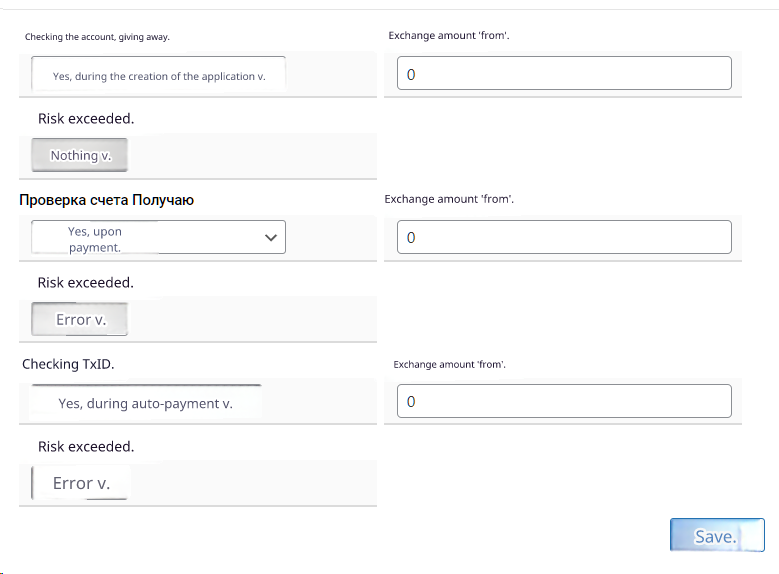 Checking the account, giving away.
Exchange amount 'from'.
Yes, during the creation of the application v.
0
Risk exceeded.
Nothing v.
Проверка счета Получаю
Exchange amount 'from'.
Yes, upon
payment.
0
Risk exceeded.
Error v.
Checking TxID.
Exchange amount 'from'.
Yes, during auto-payment v.
0
Risk exceeded.
Error v.
Save.